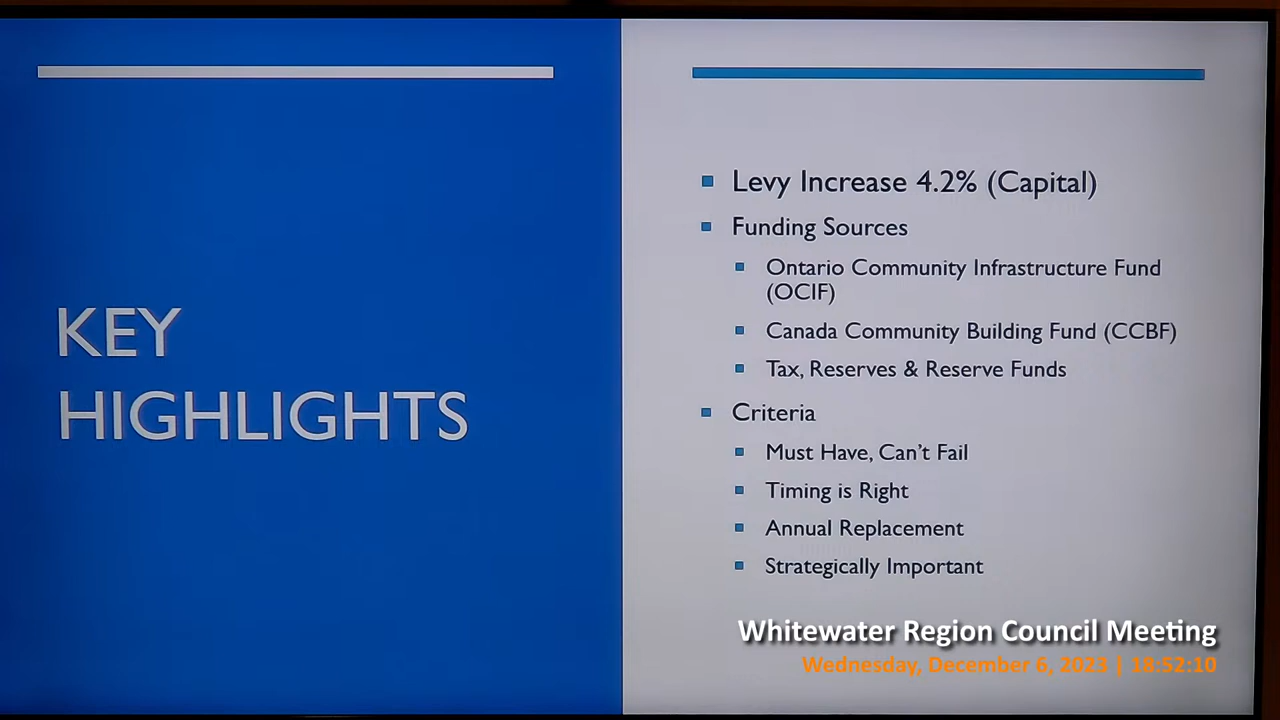 KEY
HIGHLIGHTS
Levy Increase 4.2% (Capital)
Funding Sources
Ontario Community Infrastructure Fund
(OCIF)
Canada Community Building Fund (CCBF)
Tax, Reserves & Reserve Funds
Criteria
Must Have, Can't Fail
Timing is Right
Annual Replacement
Strategically Important
Whitewater Region Council Meeting
Wednesday, December 6, 2023 | 18:52:10